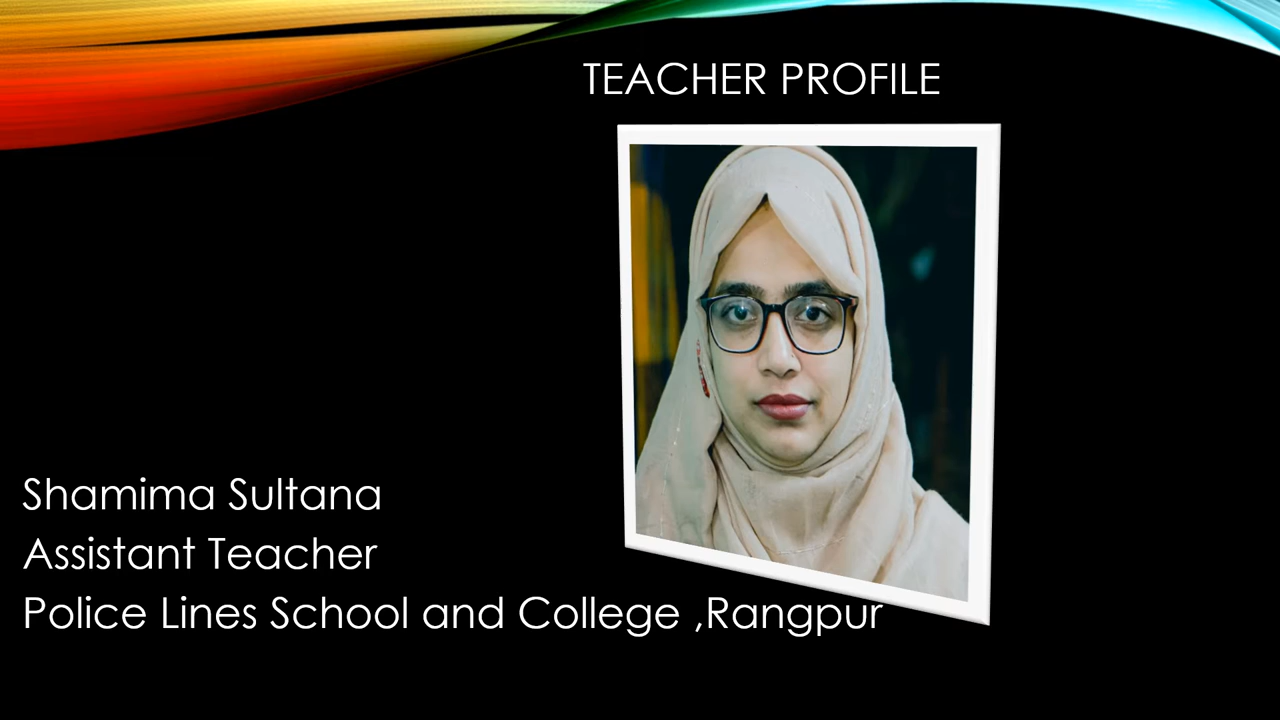 TEACHER PROFILE
Shamima Sultana
Assistant Teacher
Police Lines School and College ,Rangpur